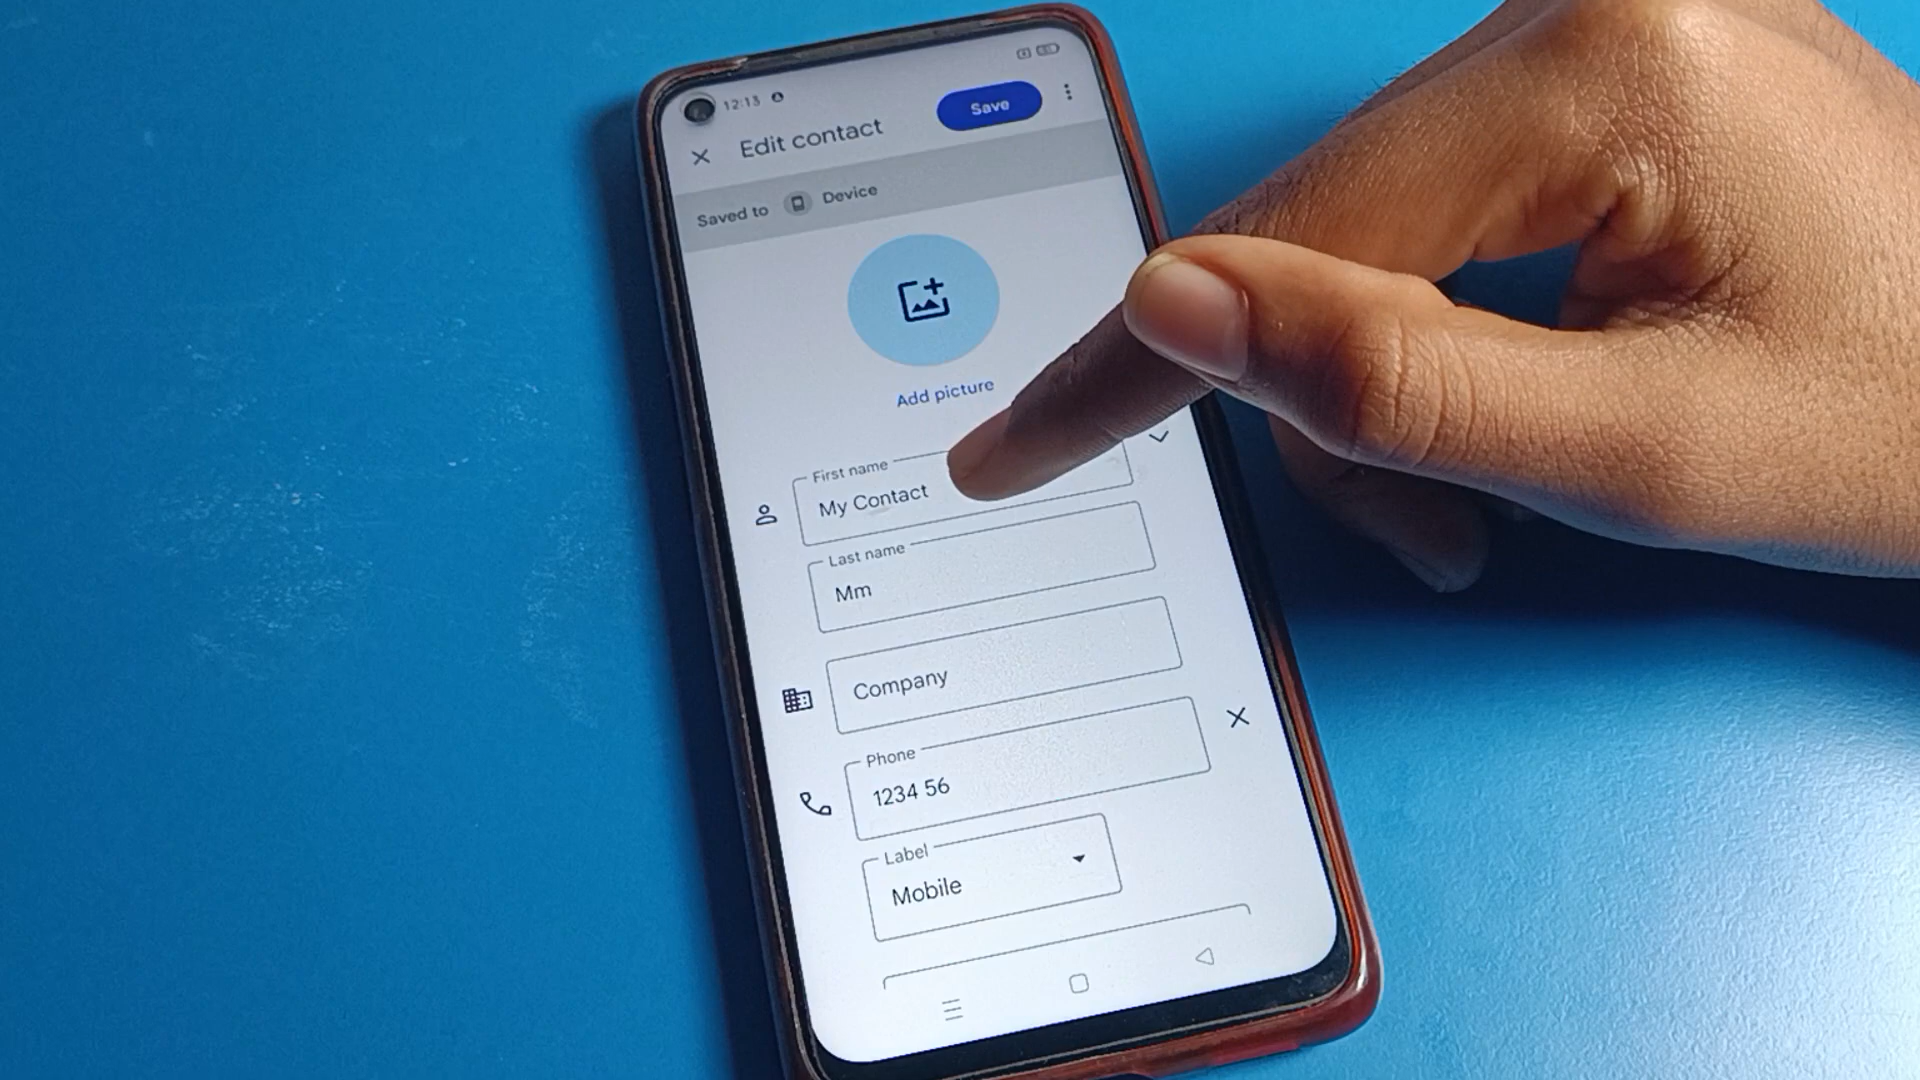 12:13
Edit contact
Save
Saved to Device
Add picture
First name
My Contact
Last name
Mm
Company
Phone
1234 56
Label
Mobile